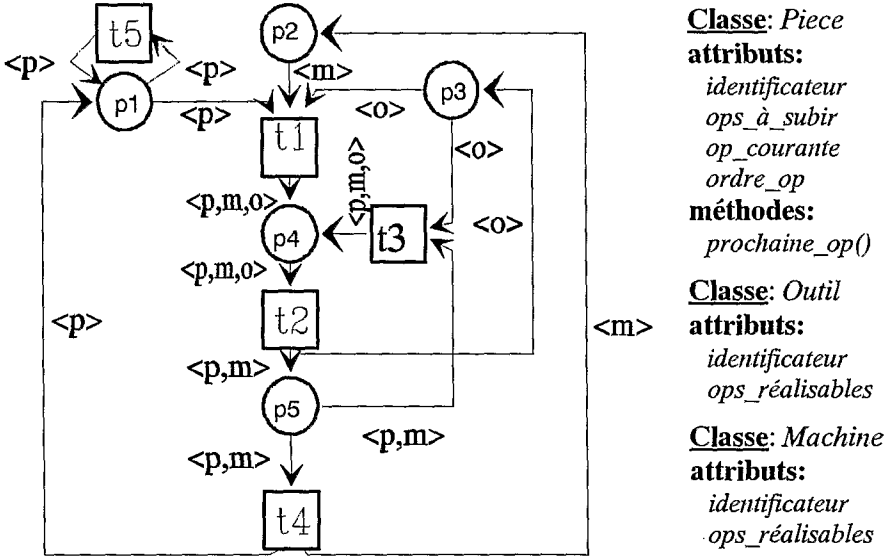 t5
p2
<p>
<p>
<m>
p1
p3
<p>
<o>
t1
<o>
<p,m,o>
<p,m,o>
p4
t3
<o>
<p,m,o>
t2
<p>
<m>
<p,m>
p5
<p,m>
<p,m>
t4
Classe: Piece
attributs:
identificateur
ops_à_subir
op_courante
ordre_op
méthodes:
prochaine_op()
Classe: Outil
attributs:
identificateur
ops_réalisables
Classe: Machine
attributs:
identificateur
ops_réalisables